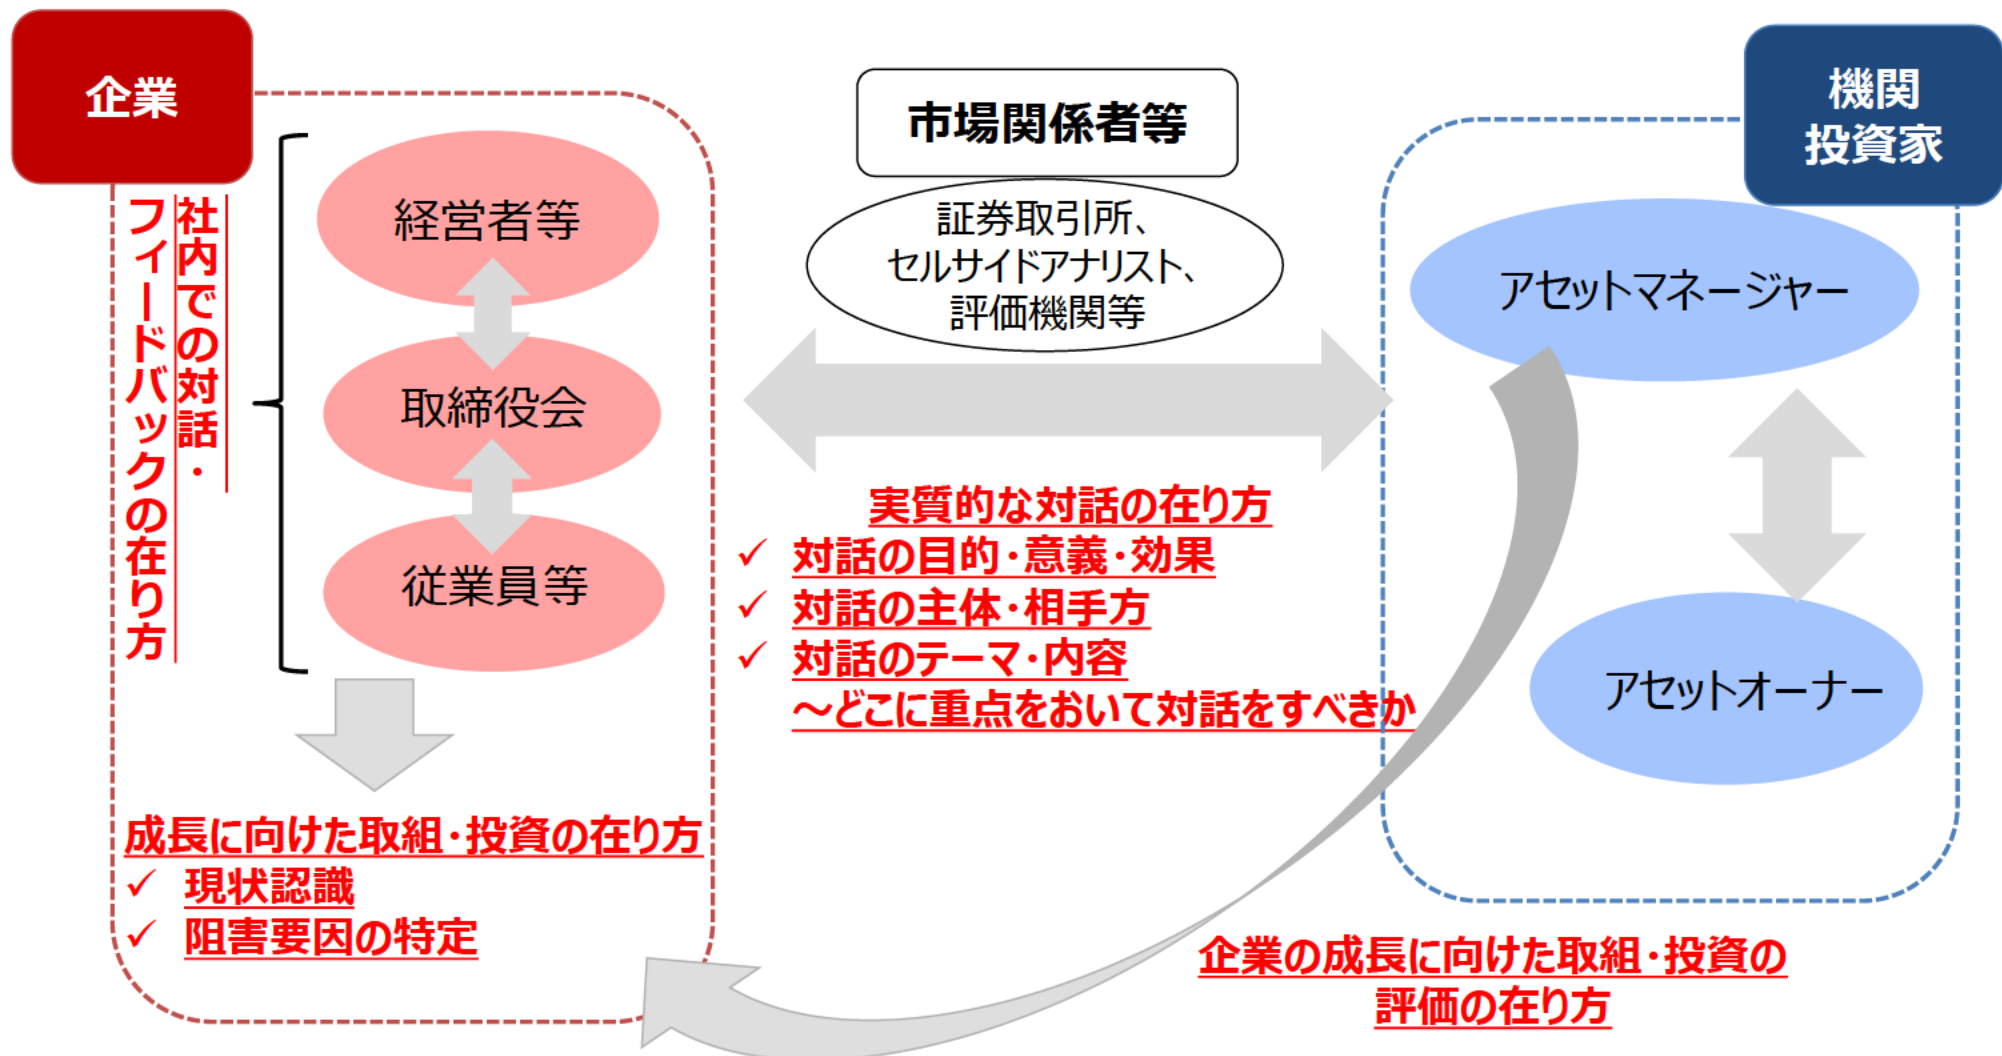 企業
社内での対話・
フィードバックの在り方
経営者等
取締役会
従業員等
成長に向けた取組・投資の在り方
✓ 現状認識
✓ 阻害要因の特定
市場関係者等
証券取引所、
セルサイドアナリスト、
評価機関等
実質的な対話の在り方
✓ 対話の目的・意義・効果
✓ 対話の主体・相手方
✓ 対話のテーマ・内容
～どこに重点をおいて対話をすべきか
機関
投資家
アセットマネージャー
アセットオーナー
企業の成長に向けた取組・投資の
評価の在り方